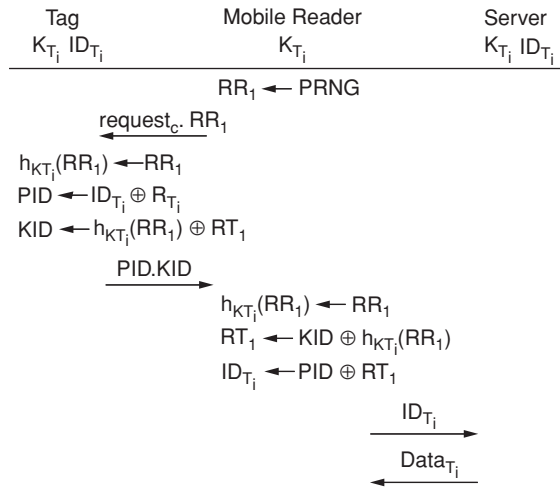 Tag Mobile Reader Server
K_{T_i} ID_{T_i} K_{T_i} K_{T_i} ID_{T_i}
RR_1 ← PRNG
request_c. RR_1
h_{KT_i}(RR_1) ← RR_1
PID ← ID_{T_i} ⊕ R_{T_i}
KID ← h_{KT_i}(RR_1) ⊕ RT_1
PID.KID
h_{KT_i}(RR_1) ← RR_1
RT_1 ← KID ⊕ h_{KT_i}(RR_1)
ID_{T_i} ← PID ⊕ RT_1
ID_{T_i}
Data_{T_i}